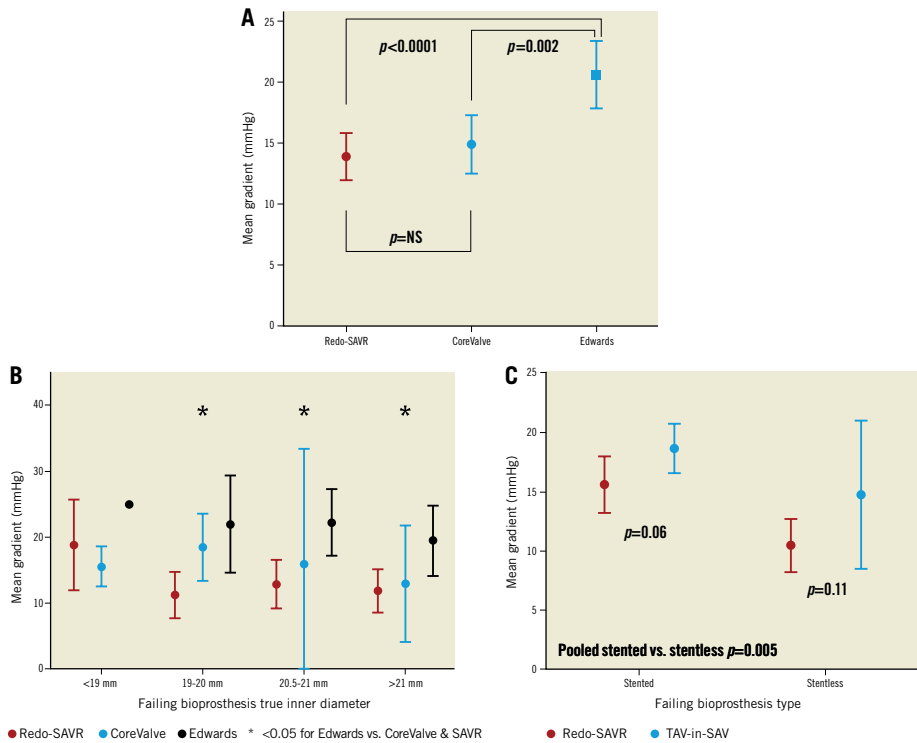 A
25
20
15
10
5
0
Mean gradient (mmHg)
p<0.0001
p=0.002
p=NS
Redo-SAVR CoreValve Edwards
B
40
30
20
10
0
Mean gradient (mmHg)
* * *
<19 mm 19-20 mm 20.5-21 mm >21 mm
Failing bioprosthesis true inner diameter
Redo-SAVR CoreValve Edwards * <0.05 for Edwards vs. CoreValve & SAVR
C
25
20
15
10
5
0
Mean gradient (mmHg)
p=0.06
p=0.11
Pooled stented vs. stentless p=0.005
Stented Stentless
Failing bioprosthesis type
Redo-SAVR TAV-in-SAV